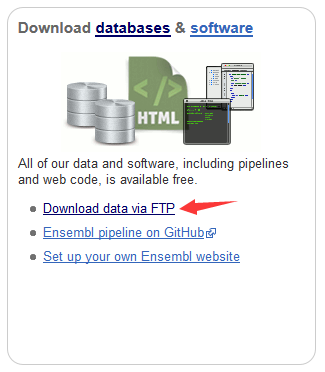 Download databases & software
HTML
All of our data and software, including pipelines
and web code, is available free.
Download data via FTP
Ensembl pipeline on GitHub
Set up your own Ensembl website